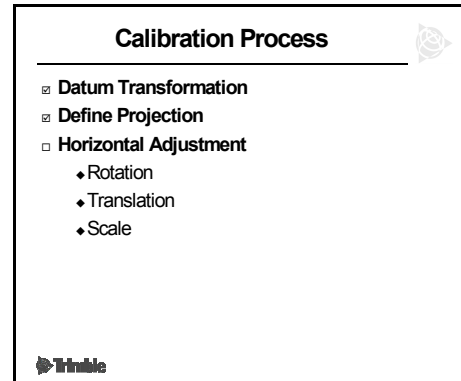 Calibration Process
☑ Datum Transformation
☑ Define Projection
□ Horizontal Adjustment
◆Rotation
◆Translation
◆Scale
Trimble